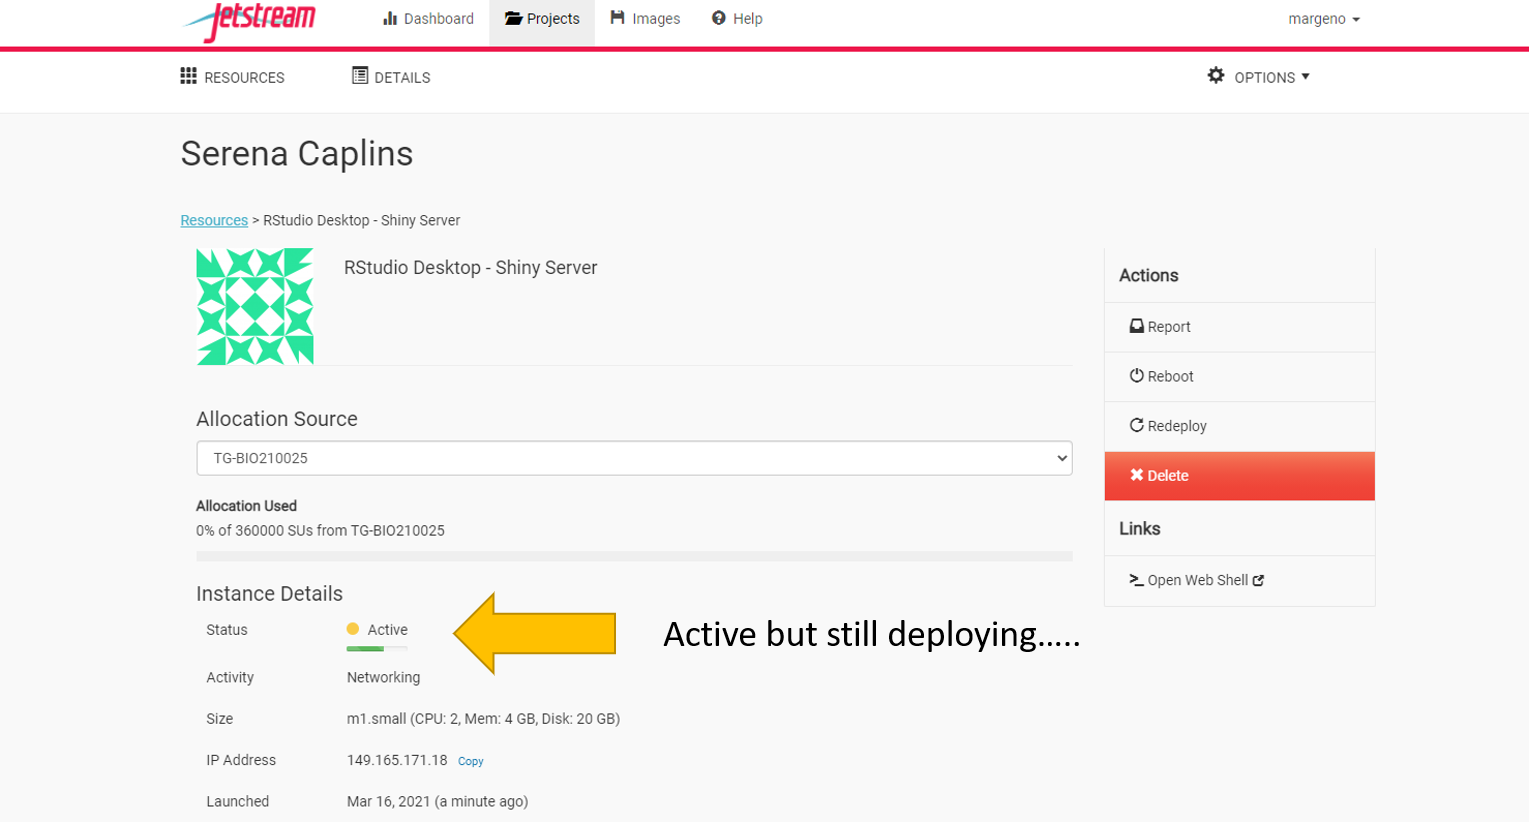 Jetstream
Dashboard
Projects
Images
Help
margeno
RESOURCES
DETAILS
OPTIONS
Serena Caplins
Resources > RStudio Desktop - Shiny Server
RStudio Desktop - Shiny Server
Actions
Report
Reboot
Redeploy
Delete
Links
Open Web Shell
Allocation Source
TG-BIO210025
Allocation Used
0% of 360000 SUs from TG-BIO210025
Instance Details
Status Active
Active but still deploying.....
Activity Networking
Size m1.small (CPU: 2, Mem: 4 GB, Disk: 20 GB)
IP Address 149.165.171.18 Copy
Launched Mar 16, 2021 (a minute ago)